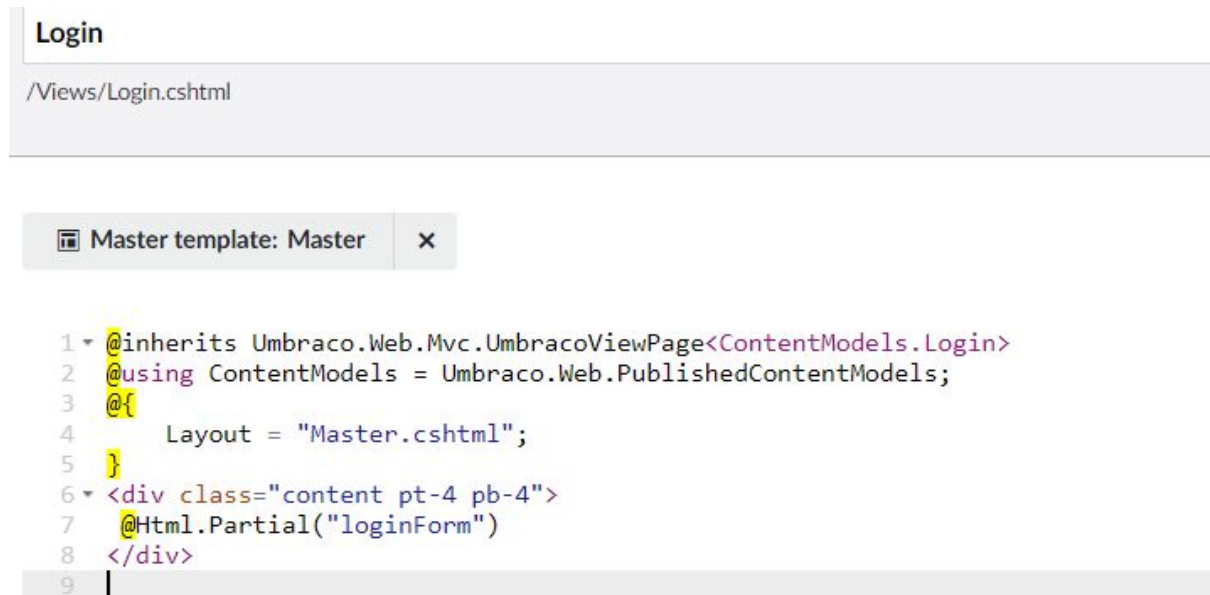 Login
/Views/Login.cshtml
Master template: Master ×
1 @inherits Umbraco.Web.Mvc.UmbracoViewPage<ContentModels.Login>
2 @using ContentModels = Umbraco.Web.PublishedContentModels;
3 @{
4     Layout = "Master.cshtml";
5 }
6 <div class="content pt-4 pb-4">
7  @Html.Partial("loginForm")
8 </div>
9